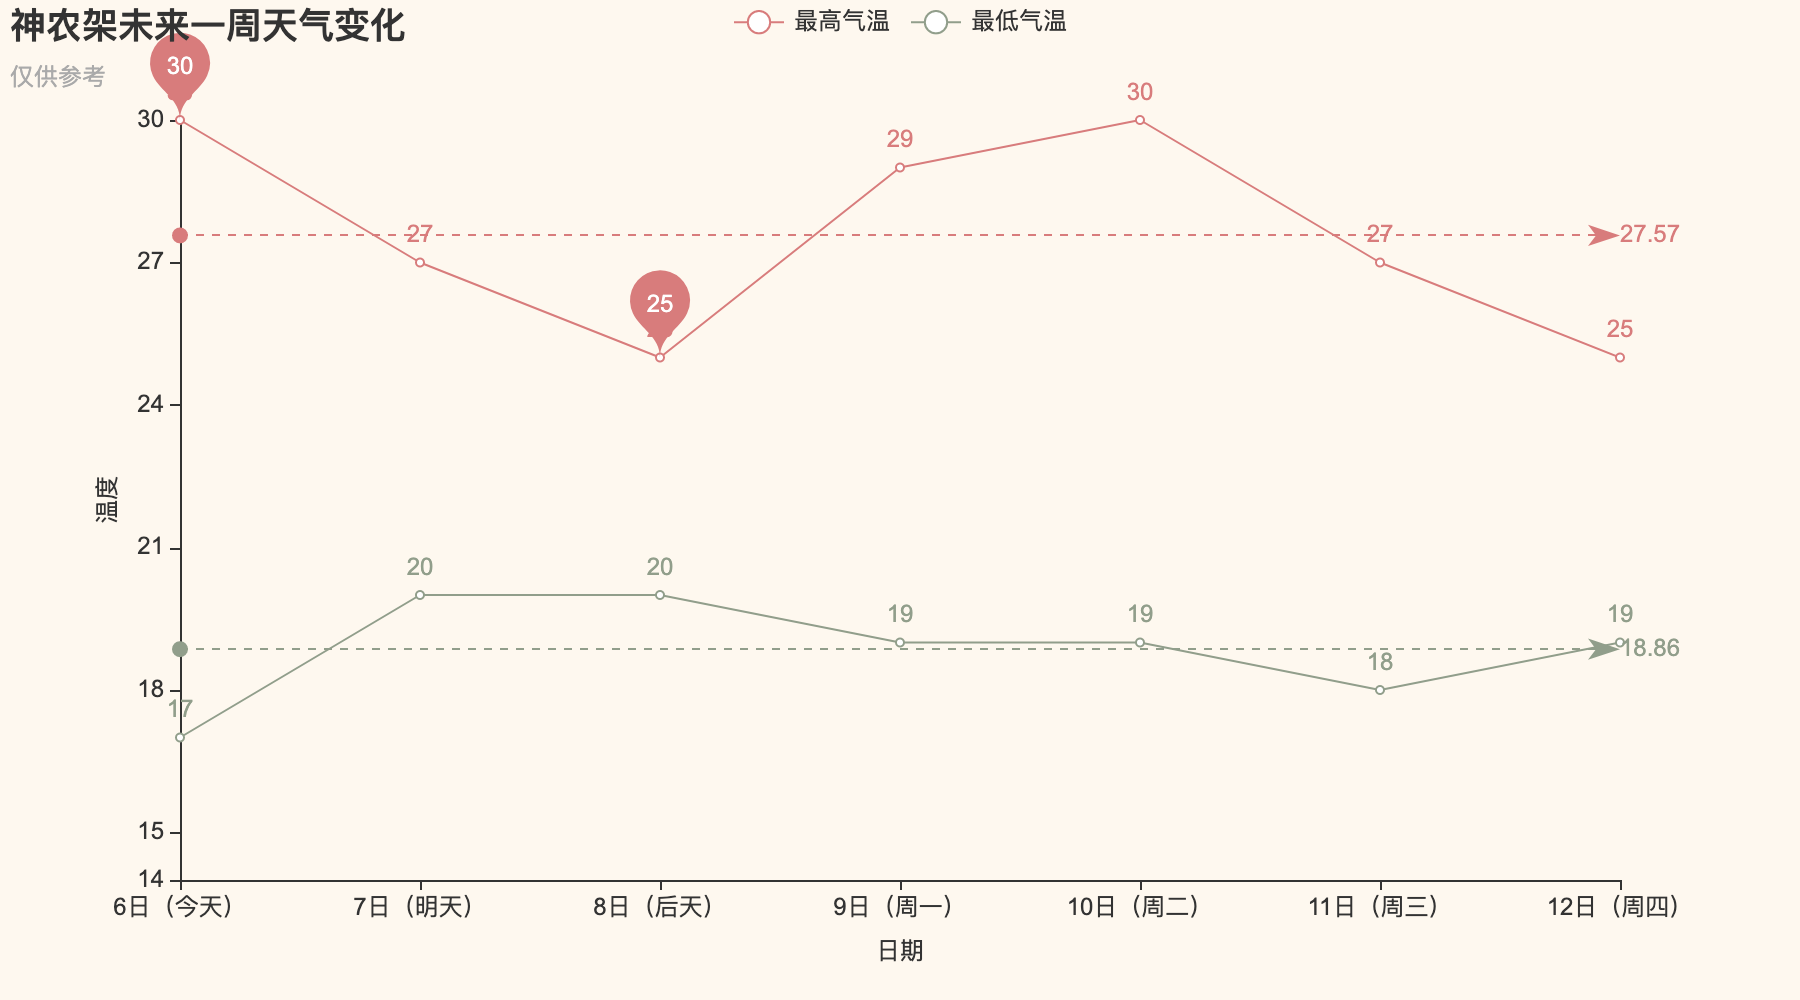 神农架未来一周天气变化
仅供参考
最高气温
最低气温
30
27
25
29
30
27
25
27.57
20
20
19
19
18
19
17
18.86
30
27
24
21
18
15
14
温度
6日（今天）
7日（明天）
8日（后天）
9日（周一）
10日（周二）
11日（周三）
12日（周四）
日期